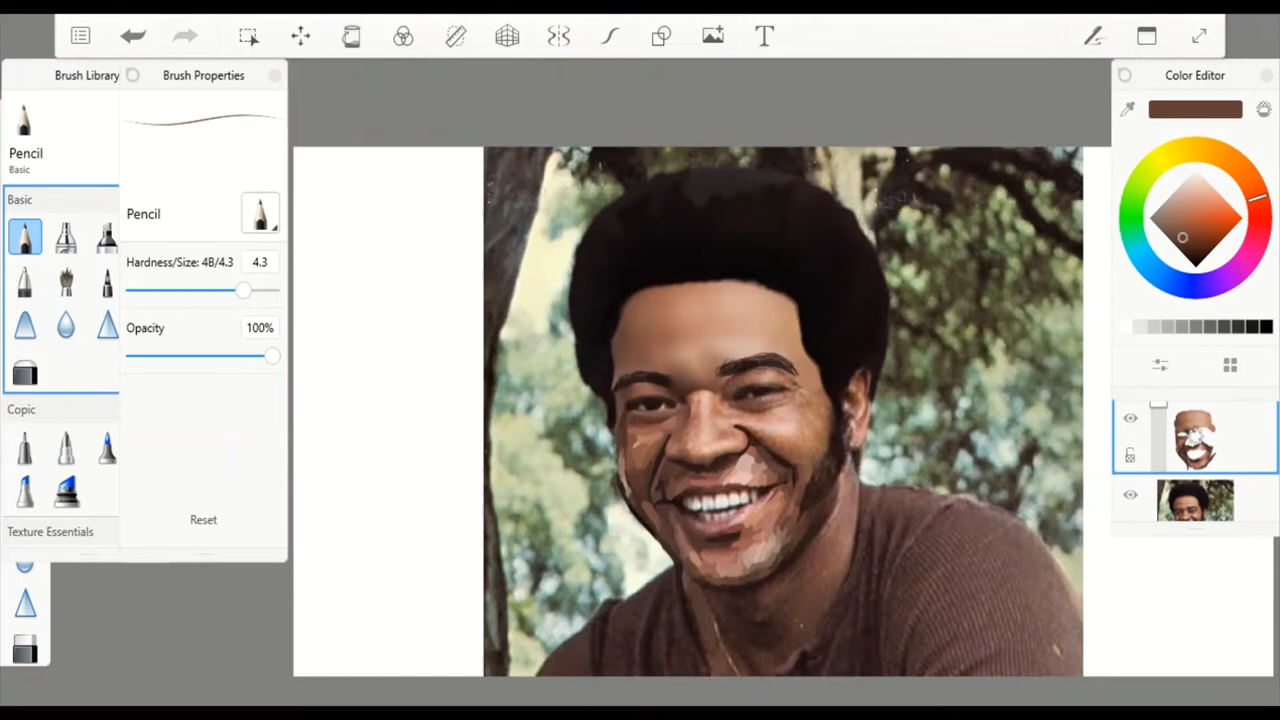 Brush Library
Brush Properties
Color Editor
Pencil
Basic
Basic
Pencil
Hardness/Size: 4B/4.3
4.3
Opacity
100%
Copic
Reset
Texture Essentials
T